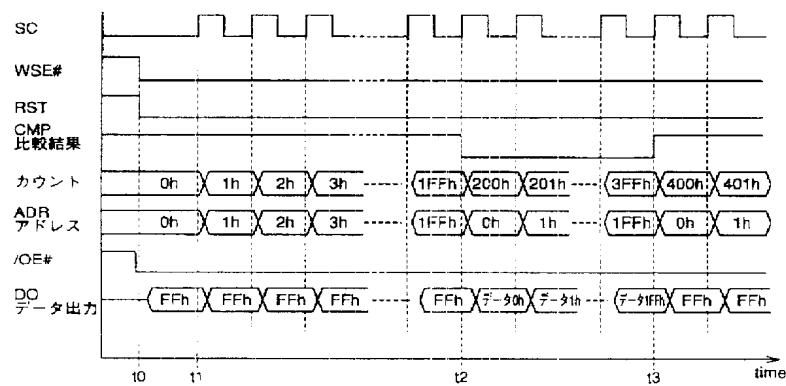 SC
WSE#
RST
CMP
比較結果
カウント 0h 1h 2h 3h 1FFh 200h 201h 3FFh 400h 401h
ADR
アドレス 0h 1h 2h 3h 1FFh 0h 1h 1FFh 0h 1h
/OE#
DO
データ出力 FFh FFh FFh FFh FFh データ0h データ1h データ1FFh FFh FFh
t0 t1 t2 t3 time